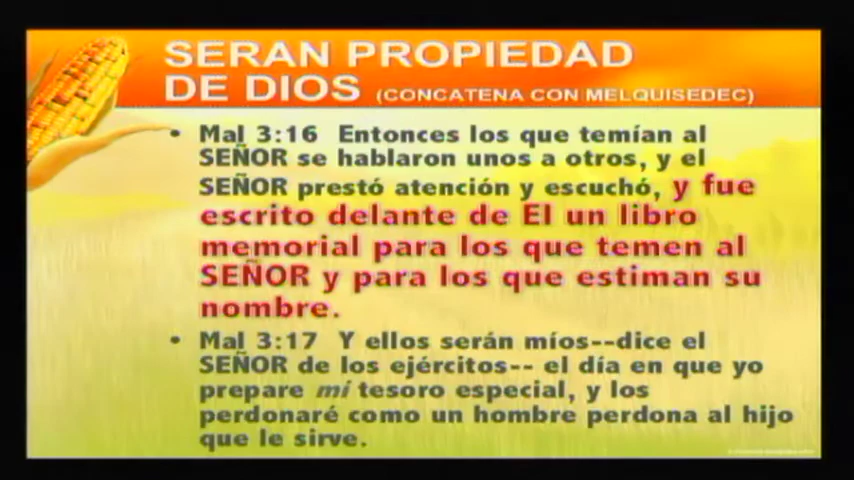 SERAN PROPIEDAD
DE DIOS (CONCATENA CON MELQUISEDEC)
• Mal 3:16 Entonces los que temían al
SEÑOR se hablaron unos a otros, y el
SEÑOR prestó atención y escuchó, y fue
escrito delante de El un libro
memorial para los que temen al
SEÑOR y para los que estiman su
nombre.
• Mal 3:17 Y ellos serán míos--dice el
SEÑOR de los ejércitos-- el día en que yo
prepare mi tesoro especial, y los
perdonaré como un hombre perdona al hijo
que le sirve.